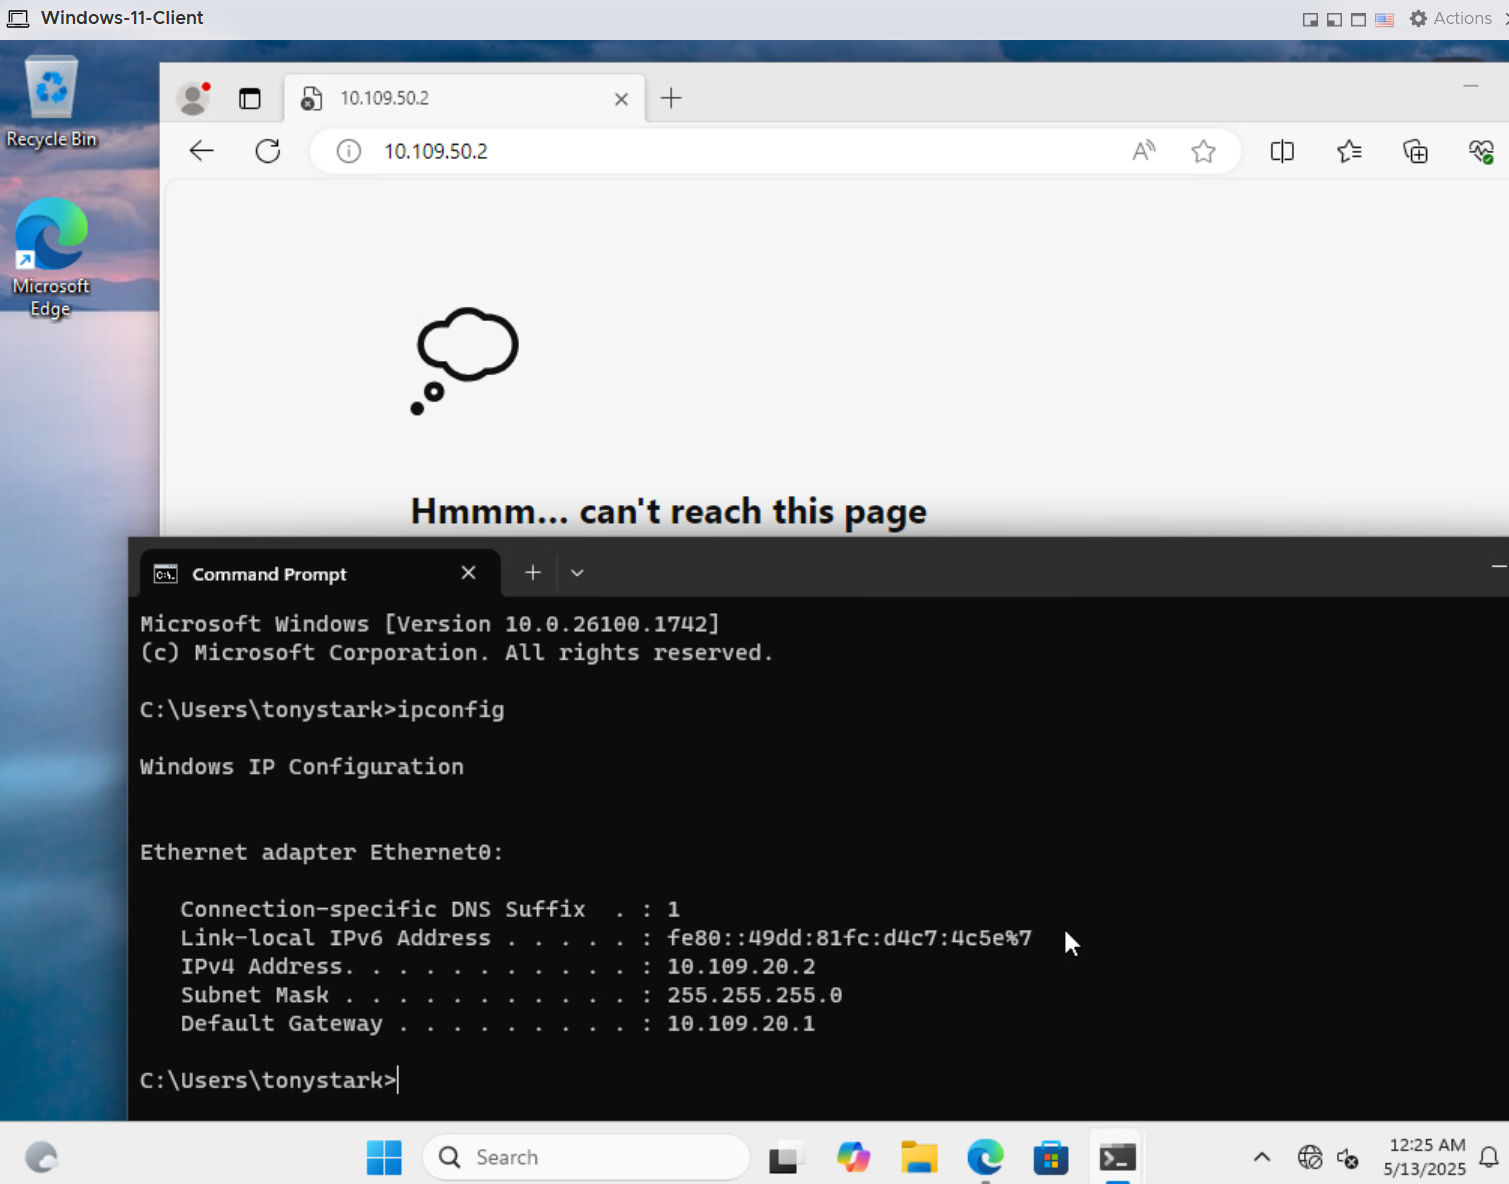 Windows-11-Client
Actions
Recycle Bin
Microsoft
Edge
10.109.50.2
10.109.50.2
Hmmm... can't reach this page
Command Prompt
Microsoft Windows [Version 10.0.26100.1742]
(c) Microsoft Corporation. All rights reserved.
C:\Users\tonystark>ipconfig
Windows IP Configuration
Ethernet adapter Ethernet0:
Connection-specific DNS Suffix  . : 1
Link-local IPv6 Address . . . . . : fe80::49dd:81fc:d4c7:4c5e%7
IPv4 Address. . . . . . . . . . . : 10.109.20.2
Subnet Mask . . . . . . . . . . . : 255.255.255.0
Default Gateway . . . . . . . . . : 10.109.20.1
C:\Users\tonystark>
Search
12:25 AM
5/13/2025